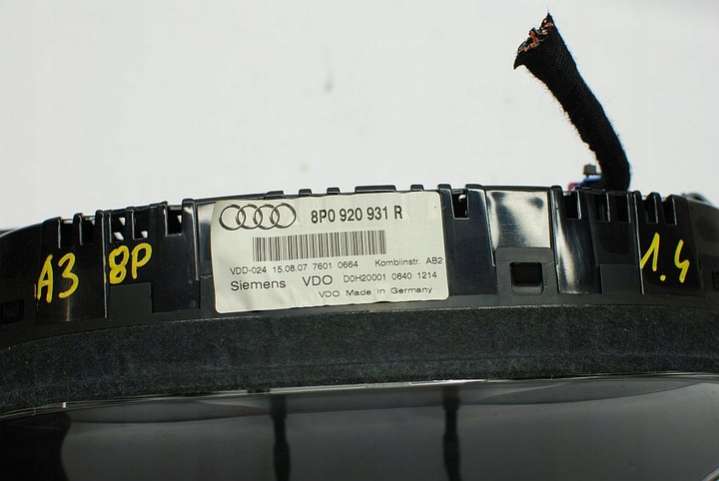 8P0 920 931 R
VDD-024 15.08.07 7601 0664 Kombiinstr. AB2
Siemens VDO D0H20001 0640 1214
VDO Made in Germany
A3 8P
1.4